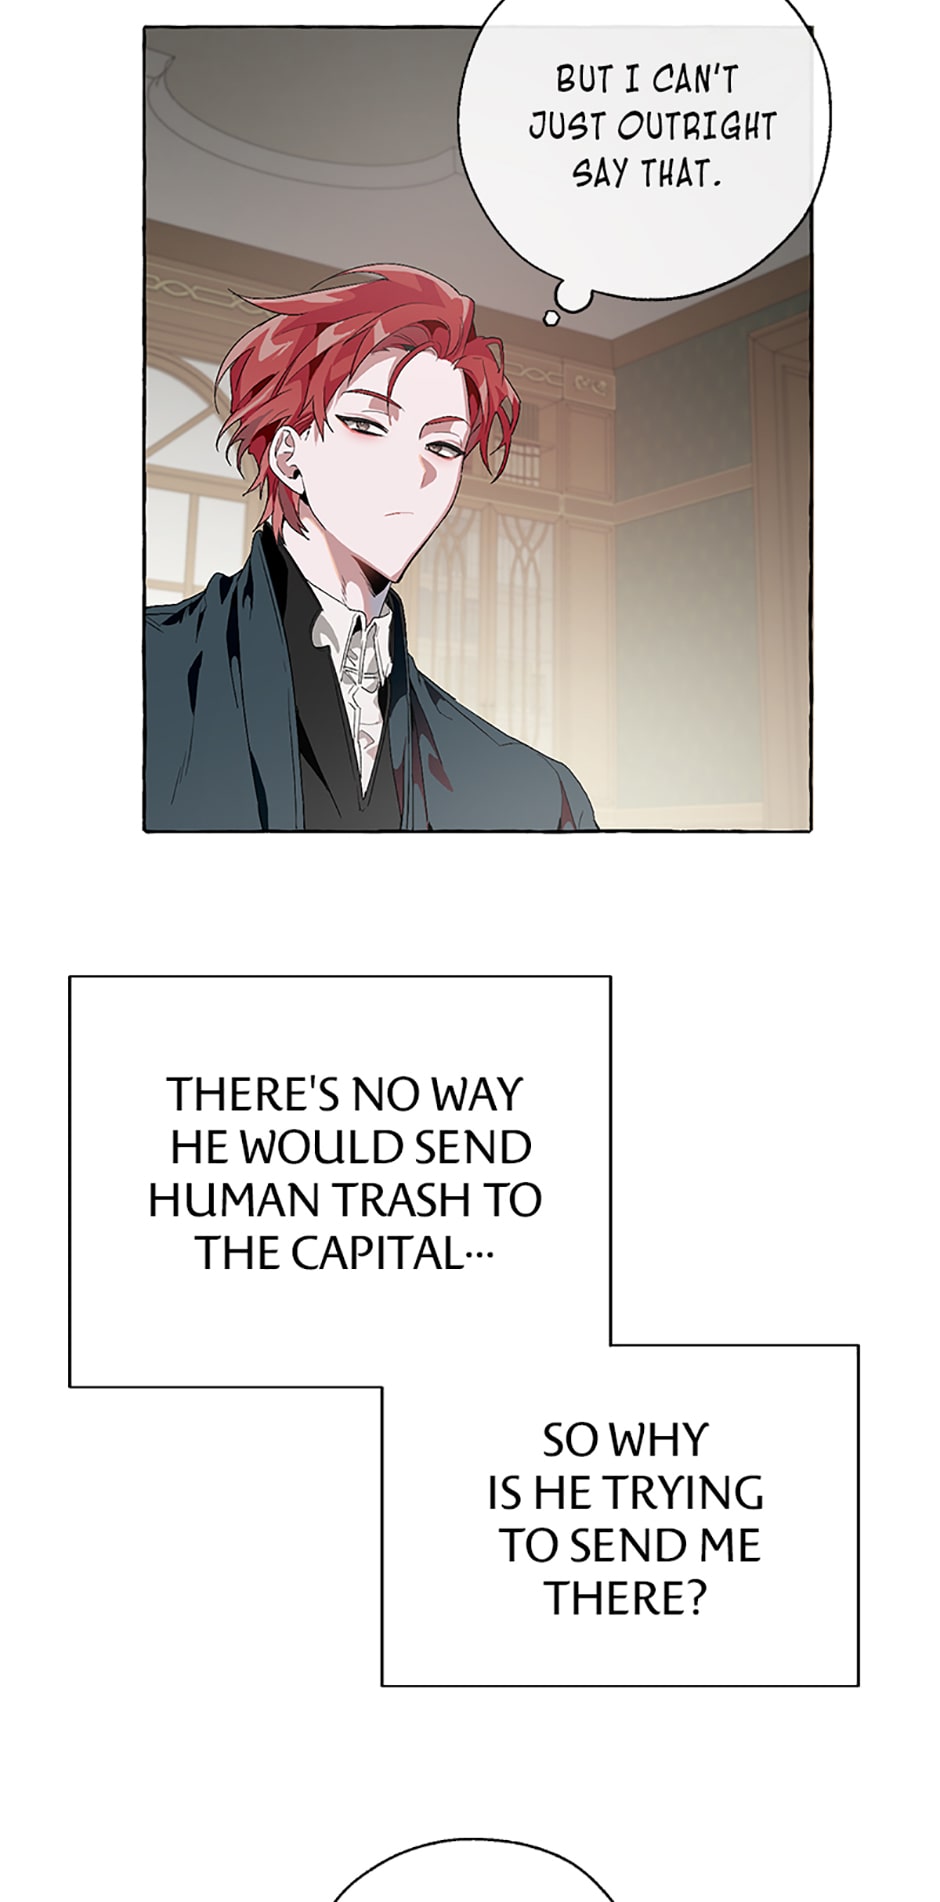 BUT I CAN'T
JUST OUTRIGHT
SAY THAT.
THERE'S NO WAY
HE WOULD SEND
HUMAN TRASH TO
THE CAPITAL…
SO WHY
IS HE TRYING
TO SEND ME
THERE?